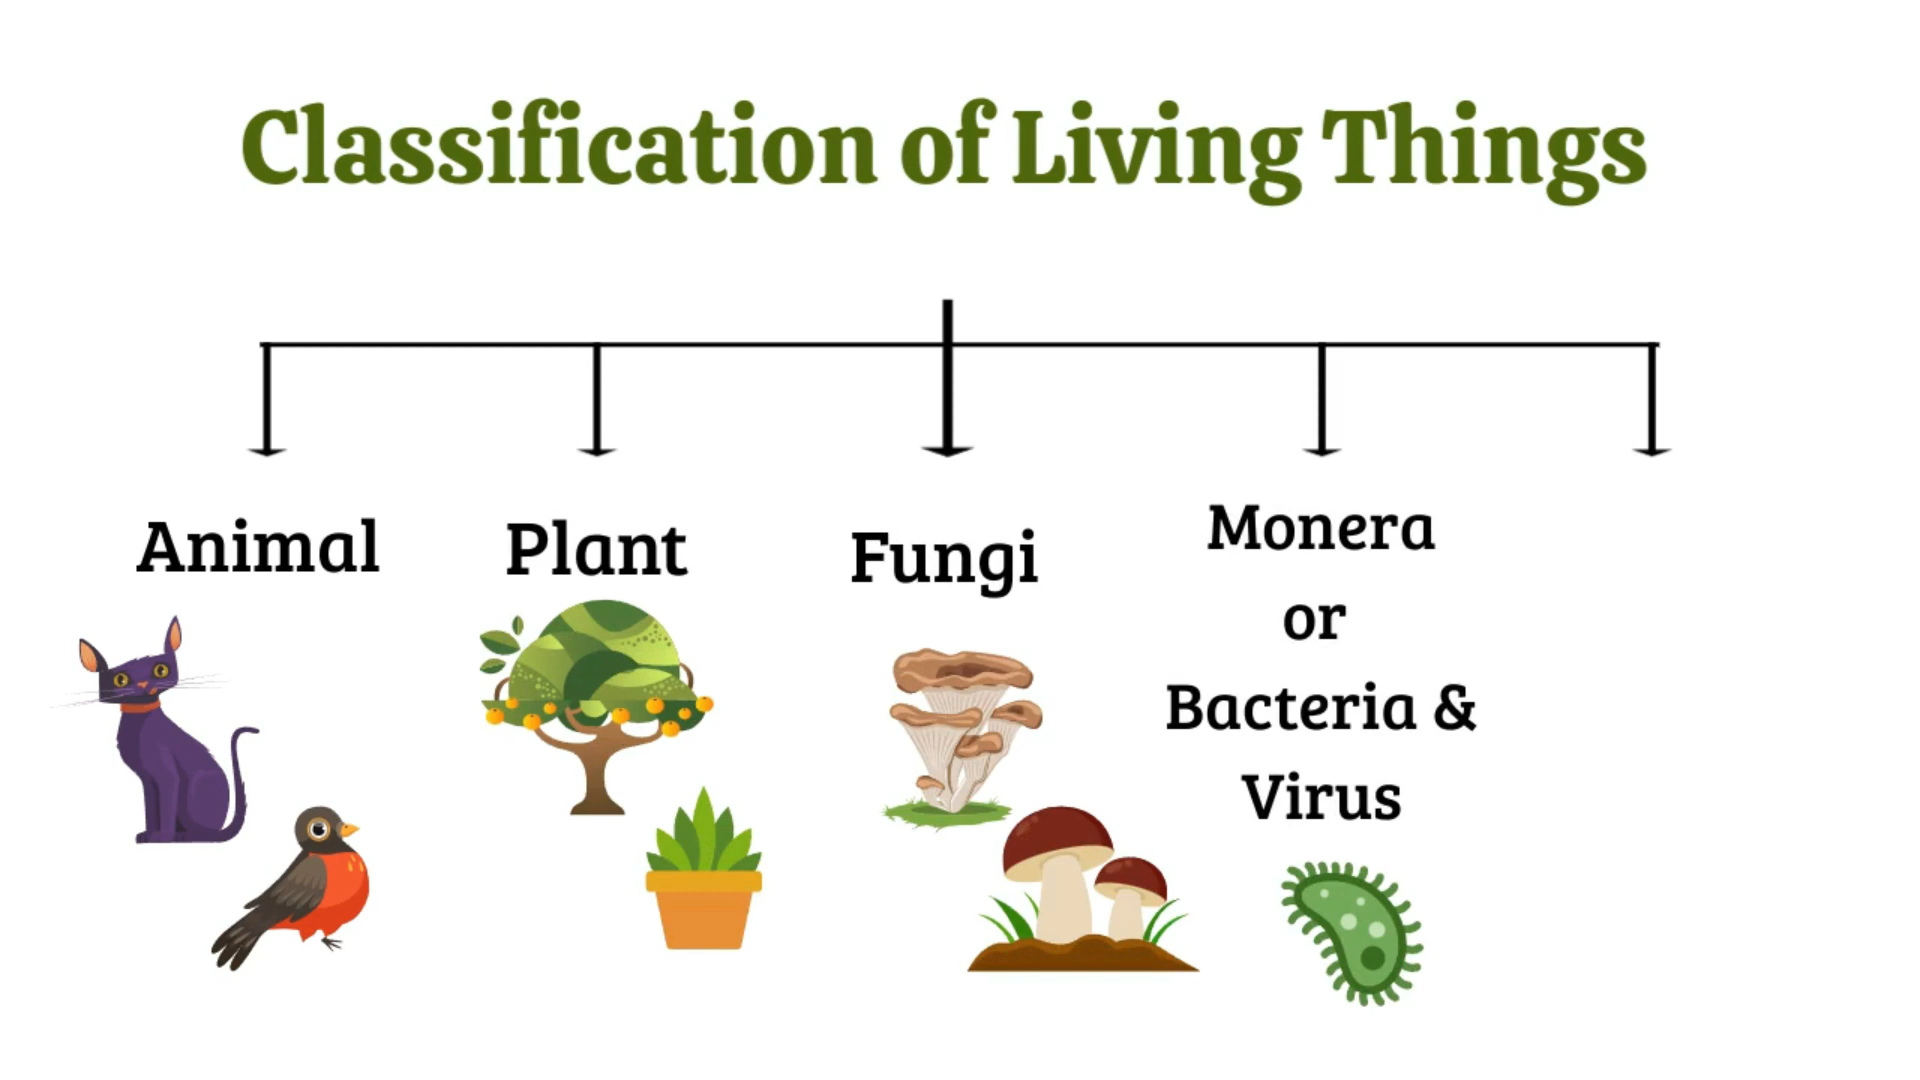 Classification of Living Things
Animal
Plant
Fungi
Monera
or
Bacteria &
Virus